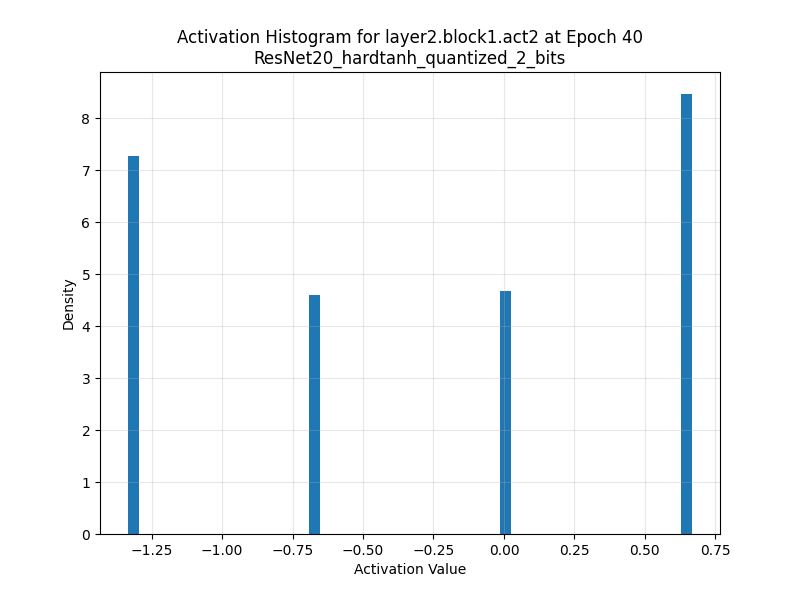 Activation Histogram for layer2.block1.act2 at Epoch 40
ResNet20_hardtanh_quantized_2_bits
8
7
6
5
4
3
2
1
0
Density
−1.25 −1.00 −0.75 −0.50 −0.25 0.00 0.25 0.50 0.75
Activation Value